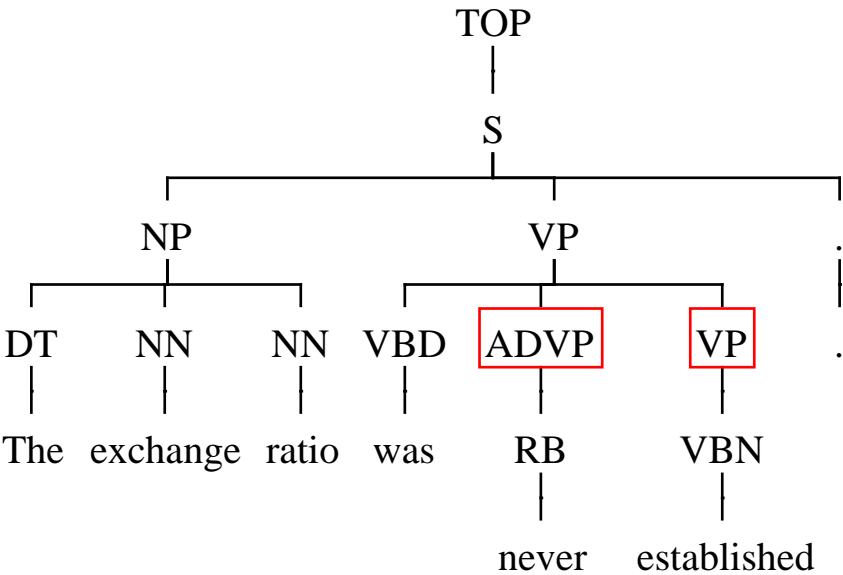 TOP
S
NP VP .
DT NN NN VBD ADVP VP .
The exchange ratio was RB VBN
never established